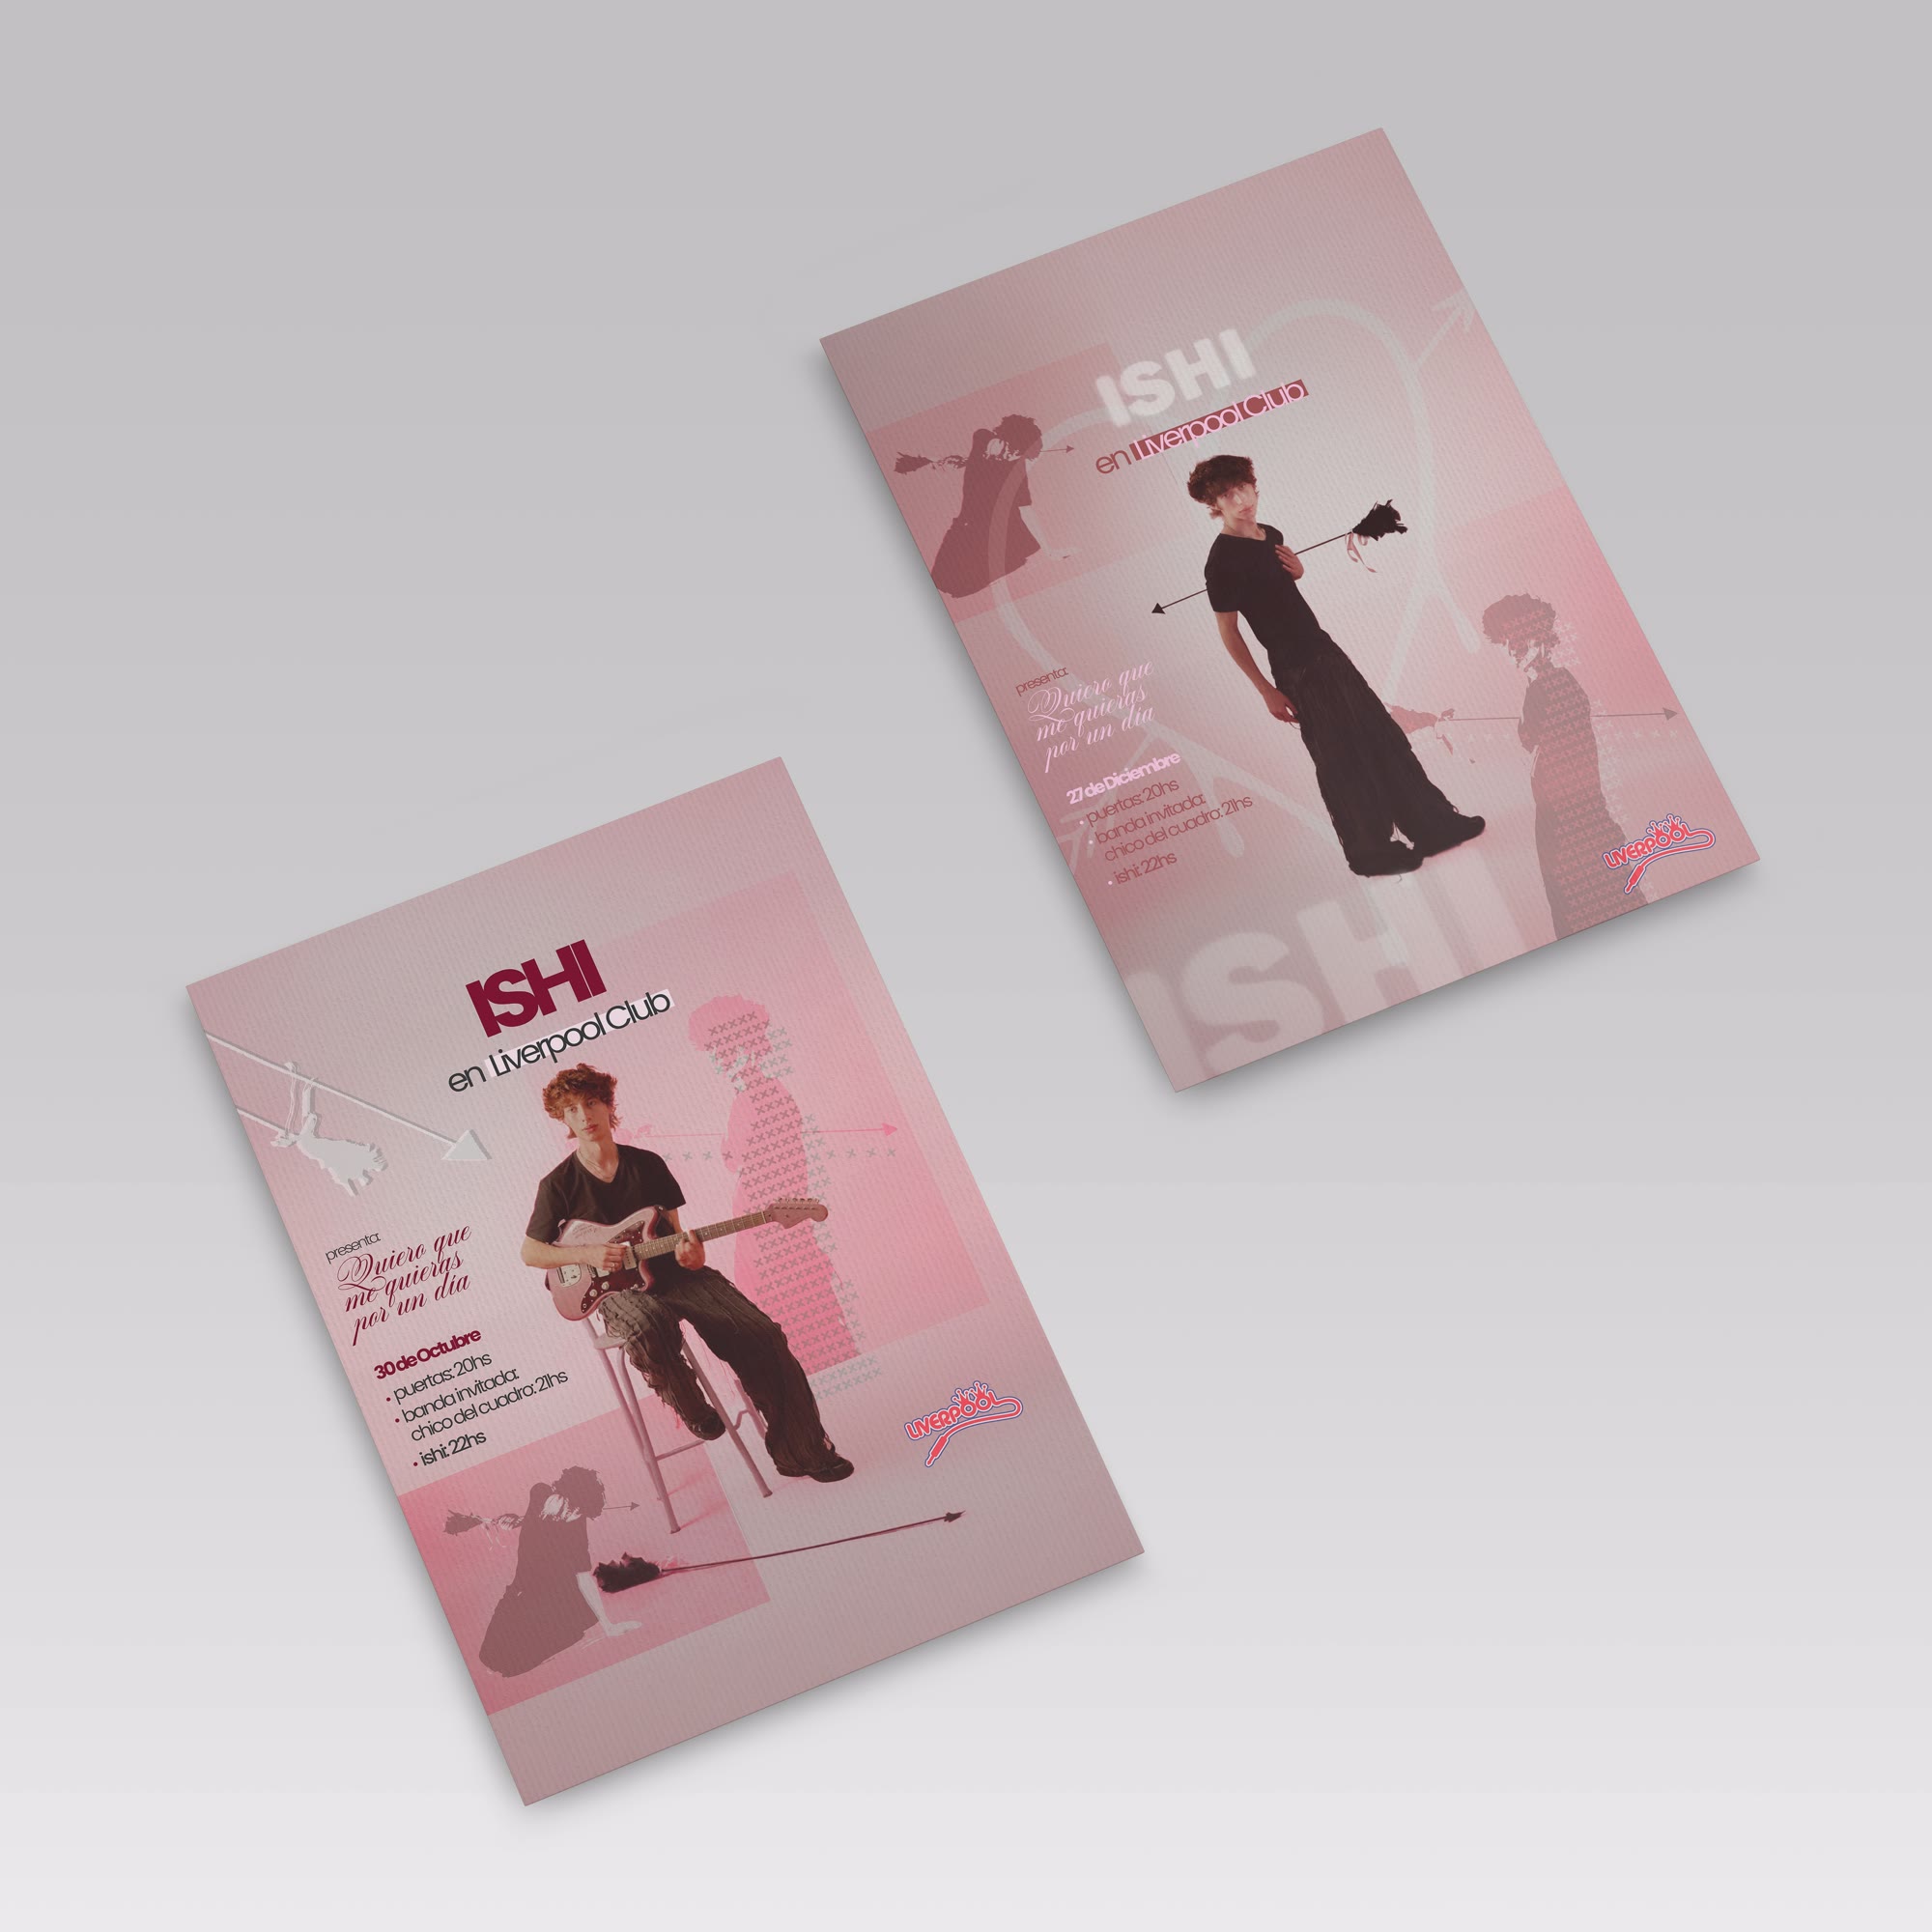 ISHI
en Liverpool Club
presenta:
Quiero que
me quieras
por un día
27 de Diciembre
• puertas: 20hs
• banda invitada:
chico del cuadro: 21hs
• ishi: 22hs
LIVERPOOL
ISHI
ISHI
en Liverpool Club
presenta:
Quiero que
me quieras
por un día
30 de Octubre
• puertas: 20hs
• banda invitada:
chico del cuadro: 21hs
• ishi: 22hs
LIVERPOOL